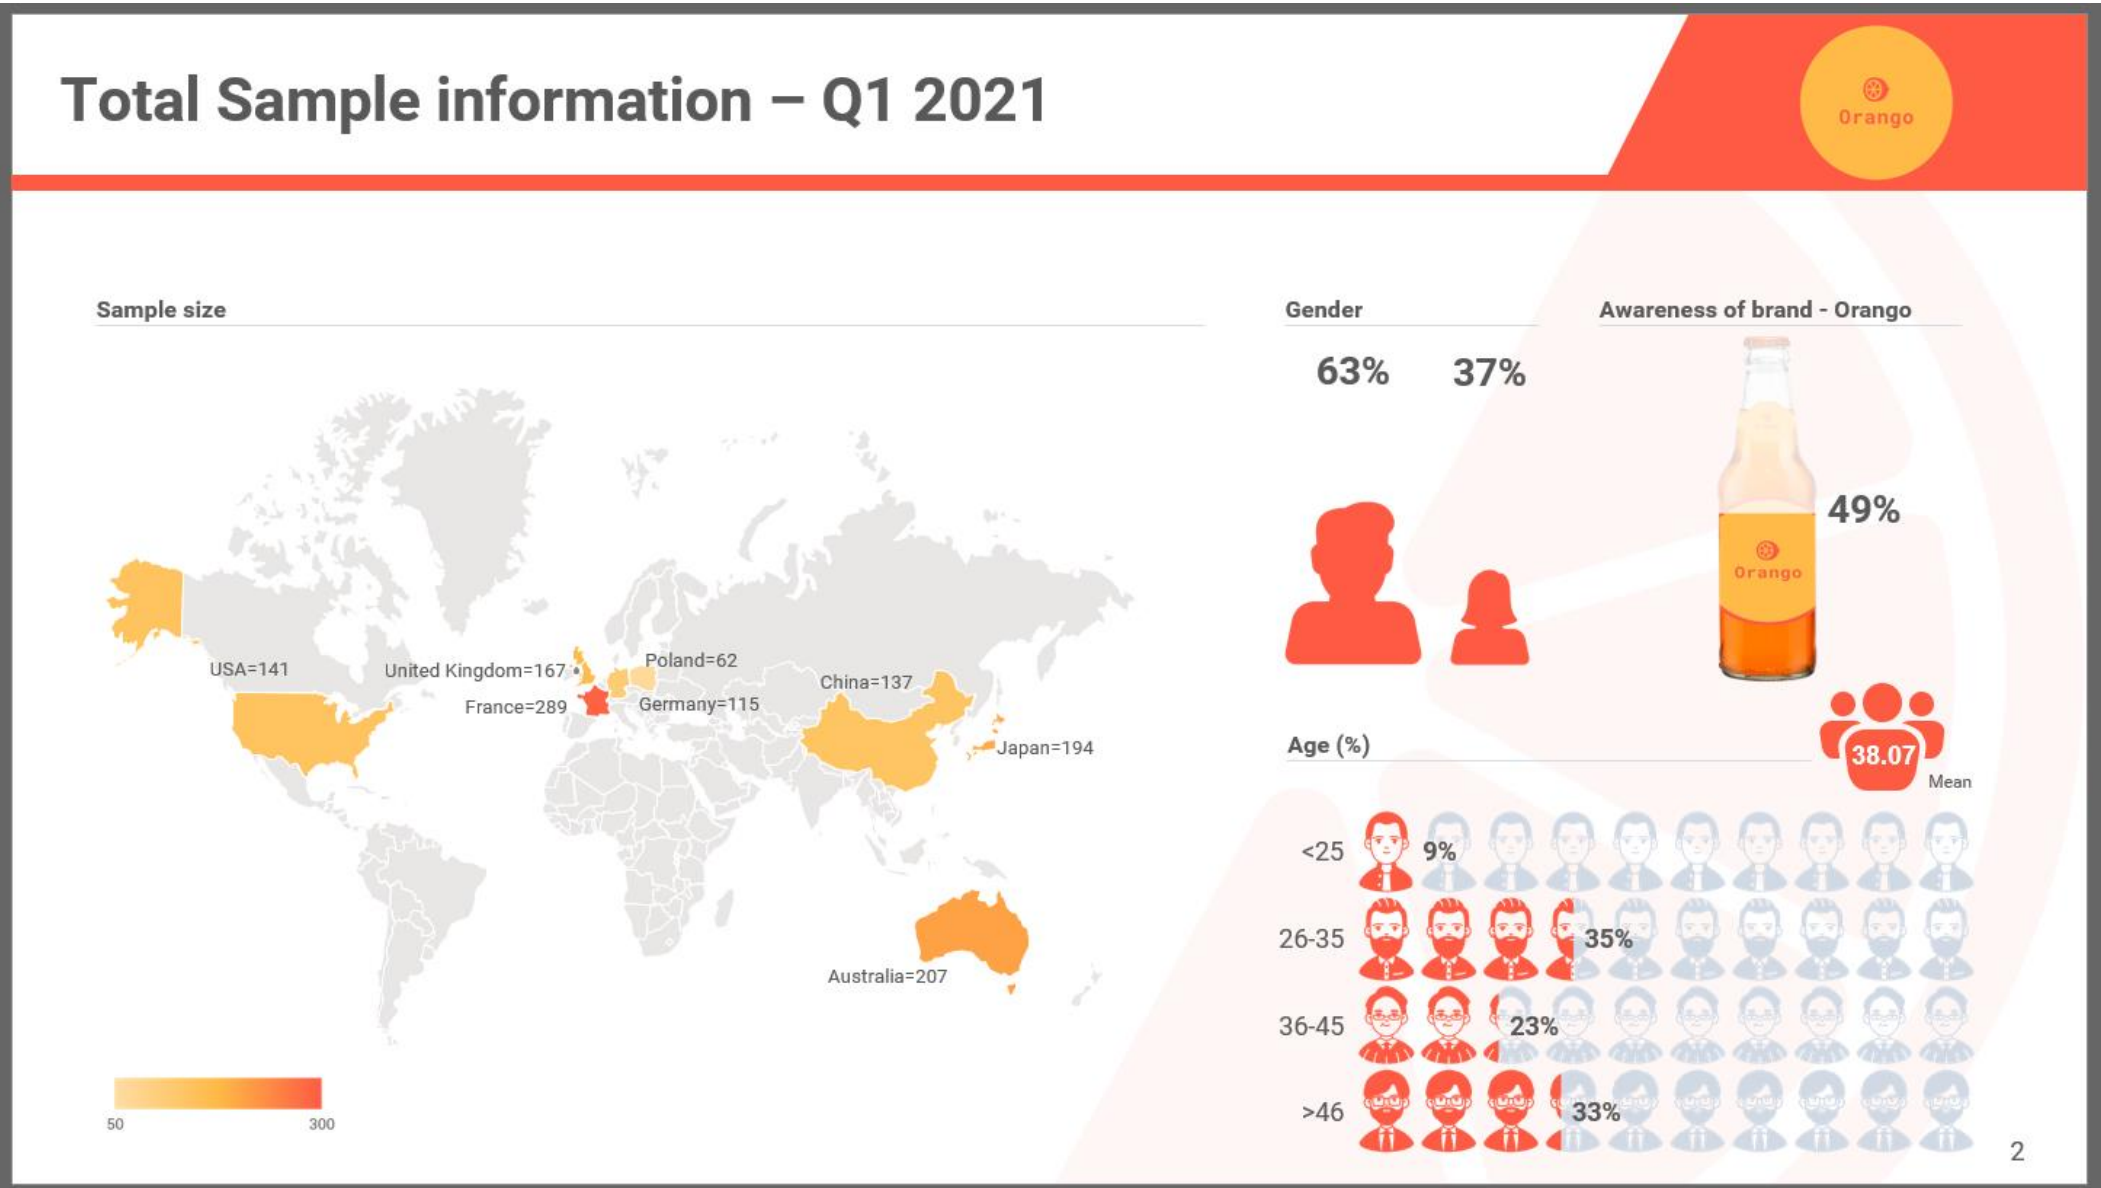 Total Sample information – Q1 2021
Orango
Sample size
USA=141
United Kingdom=167
France=289
Poland=62
Germany=115
China=137
Japan=194
Australia=207
50
300
Gender
63%
37%
Awareness of brand - Orango
49%
Orango
Age (%)
38.07
Mean
<25
9%
26-35
35%
36-45
23%
>46
33%
2